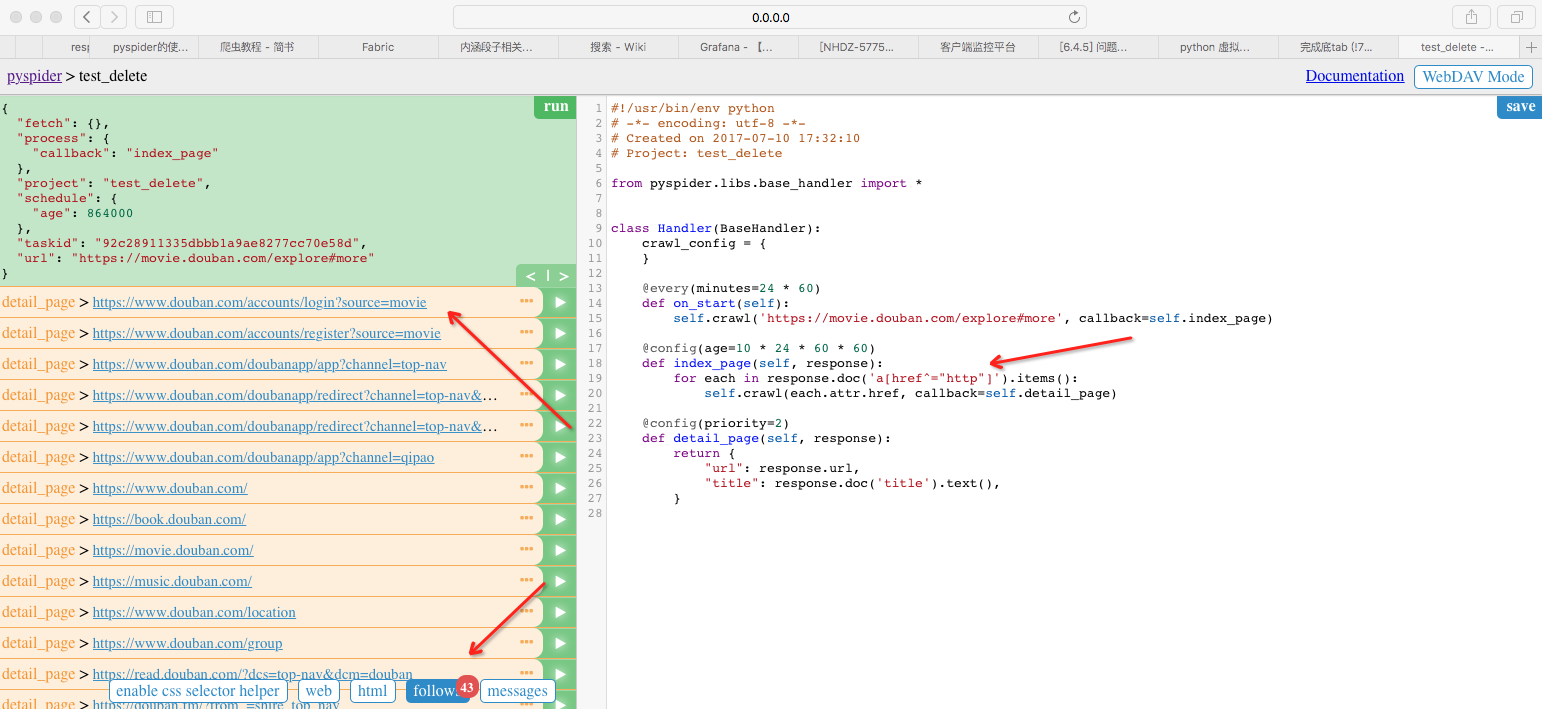 0.0.0.0
resp
pyspider的使...
爬虫教程 - 简书
Fabric
内涵段子相关...
搜索 - Wiki
Grafana - 【...
[NHDZ-5775...
客户端监控平台
[6.4.5] 问题...
python 虚拟...
完成底tab (!7...
test_delete -...
pyspider > test_delete
Documentation
WebDAV Mode
run
{
"fetch": {},
"process": {
"callback": "index_page"
},
"project": "test_delete",
"schedule": {
"age": 864000
},
"taskid": "92c28911335dbbb1a9ae8277cc70e58d",
"url": "https://movie.douban.com/explore#more"
}
< | >
detail_page > https://www.douban.com/accounts/login?source=movie
detail_page > https://www.douban.com/accounts/register?source=movie
detail_page > https://www.douban.com/doubanapp/app?channel=top-nav
detail_page > https://www.douban.com/doubanapp/redirect?channel=top-nav&...
detail_page > https://www.douban.com/doubanapp/redirect?channel=top-nav&...
detail_page > https://www.douban.com/doubanapp/app?channel=qipao
detail_page > https://www.douban.com/
detail_page > https://book.douban.com/
detail_page > https://movie.douban.com/
detail_page > https://music.douban.com/
detail_page > https://www.douban.com/location
detail_page > https://www.douban.com/group
detail_page > https://read.douban.com/?dcs=top-nav&dcm=douban
detail_page > https://douban.fm/?from_=shire_top_nav
enable css selector helper
web
html
follows
43
messages
save
1 #!/usr/bin/env python
2 # -*- encoding: utf-8 -*-
3 # Created on 2017-07-10 17:32:10
4 # Project: test_delete
5
6 from pyspider.libs.base_handler import *
7
8
9 class Handler(BaseHandler):
10 crawl_config = {
11 }
12
13 @every(minutes=24 * 60)
14 def on_start(self):
15 self.crawl('https://movie.douban.com/explore#more', callback=self.index_page)
16
17 @config(age=10 * 24 * 60 * 60)
18 def index_page(self, response):
19 for each in response.doc('a[href^="http"]').items():
20 self.crawl(each.attr.href, callback=self.detail_page)
21
22 @config(priority=2)
23 def detail_page(self, response):
24 return {
25 "url": response.url,
26 "title": response.doc('title').text(),
27 }
28